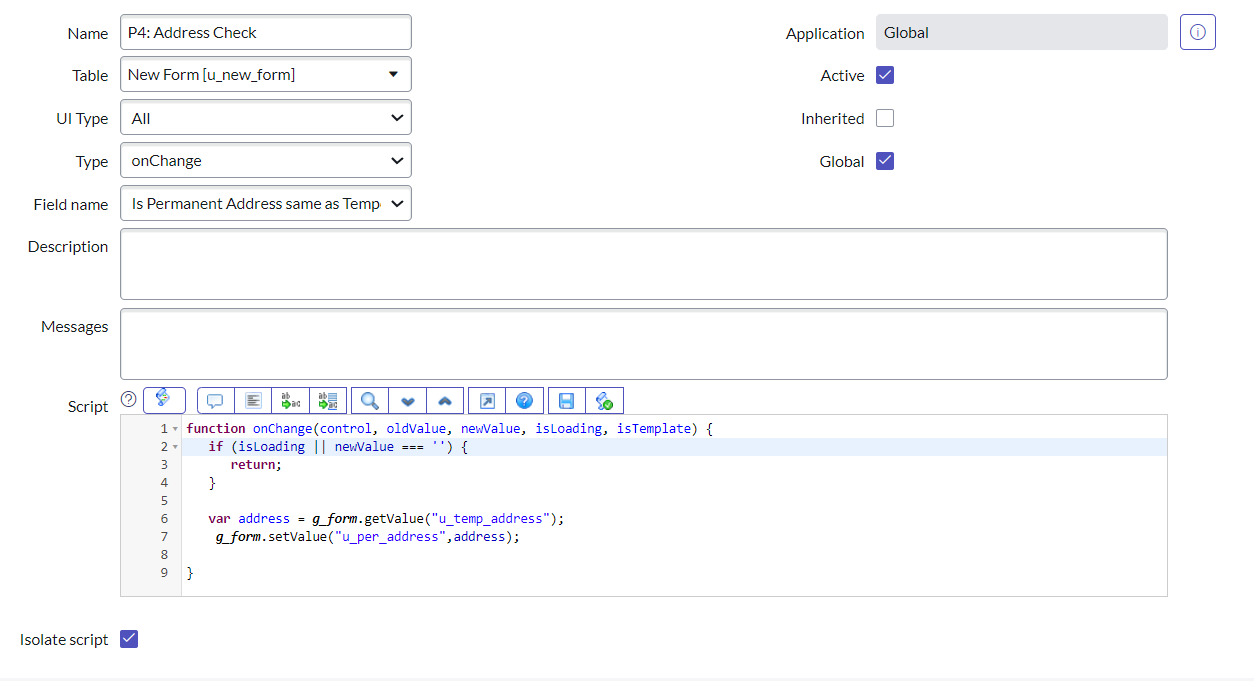 Name P4: Address Check Application Global
Table New Form [u_new_form] Active
UI Type All Inherited
Type onChange Global
Field name Is Permanent Address same as Temp
Description
Messages
Script
1 function onChange(control, oldValue, newValue, isLoading, isTemplate) {
2 if (isLoading || newValue === '') {
3 return;
4 }
5
6 var address = g_form.getValue("u_temp_address");
7 g_form.setValue("u_per_address",address);
8
9 }
Isolate script